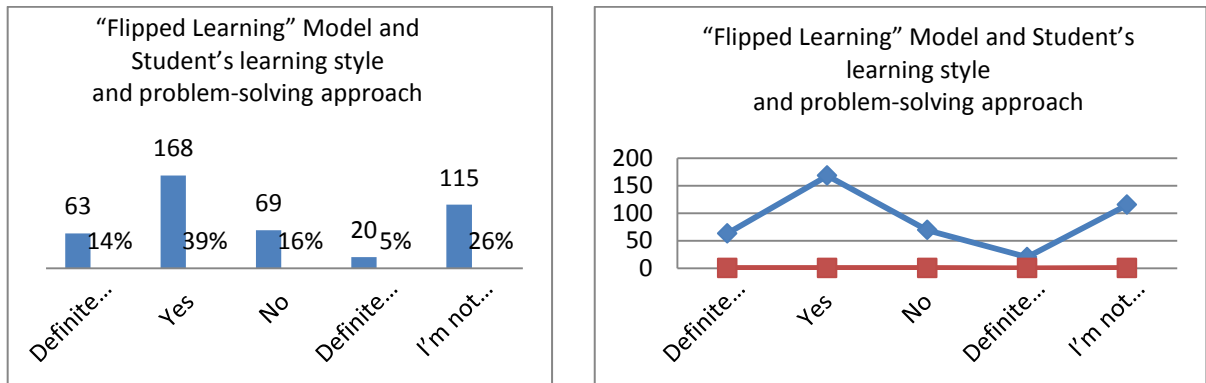 “Flipped Learning” Model and
Student’s learning style
and problem-solving approach
168
115
63
69
20
14%
39%
16%
5%
26%
Definite...
Yes
No
Definite...
I’m not...
“Flipped Learning” Model and Student’s
learning style
and problem-solving approach
200
150
100
50
0
Definite...
Yes
No
Definite...
I’m not...